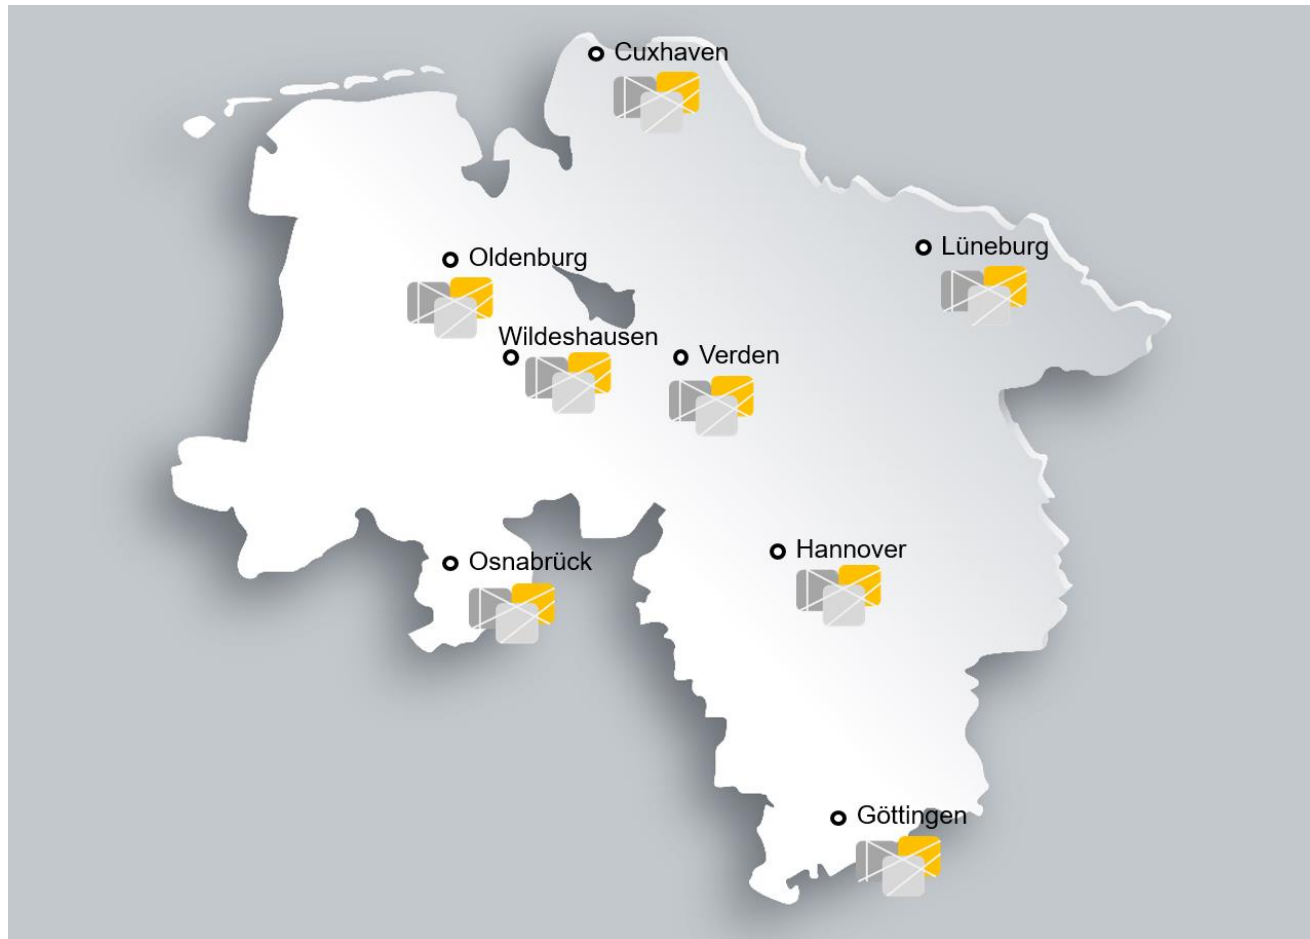 Cuxhaven
Lüneburg
Oldenburg
Wildeshausen
Verden
Hannover
Osnabrück
Göttingen